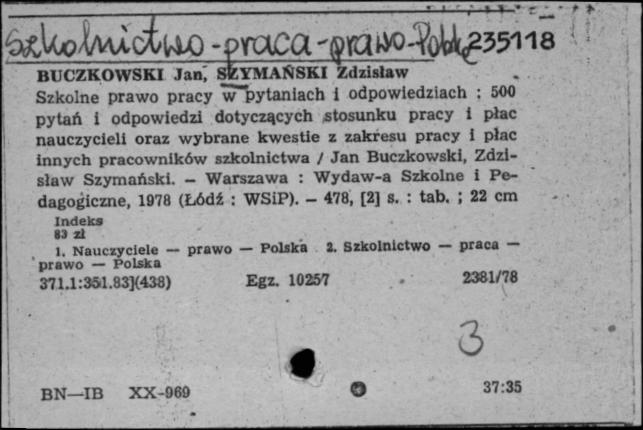 Szkolnictwo-praca-prawo-Polska 235118
BUCZKOWSKI Jan, SZYMAŃSKI Zdzisław
Szkolne prawo pracy w pytaniach i odpowiedziach : 500
pytań i odpowiedzi dotyczących stosunku pracy i płac
nauczycieli oraz wybrane kwestie z zakresu pracy i płac
innych pracowników szkolnictwa / Jan Buczkowski, Zdzi-
sław Szymański. — Warszawa : Wydaw-a Szkolne i Pe-
dagogiczne, 1978 (Łódź : WSiP). — 478, [2] s. : tab. ; 22 cm
Indeks
83 zł
1. Nauczyciele — prawo — Polska 2. Szkolnictwo — praca —
prawo — Polska
371.1:351.83](438) Egz. 10257 2381/78
3
BN—IB XX-969 37:35